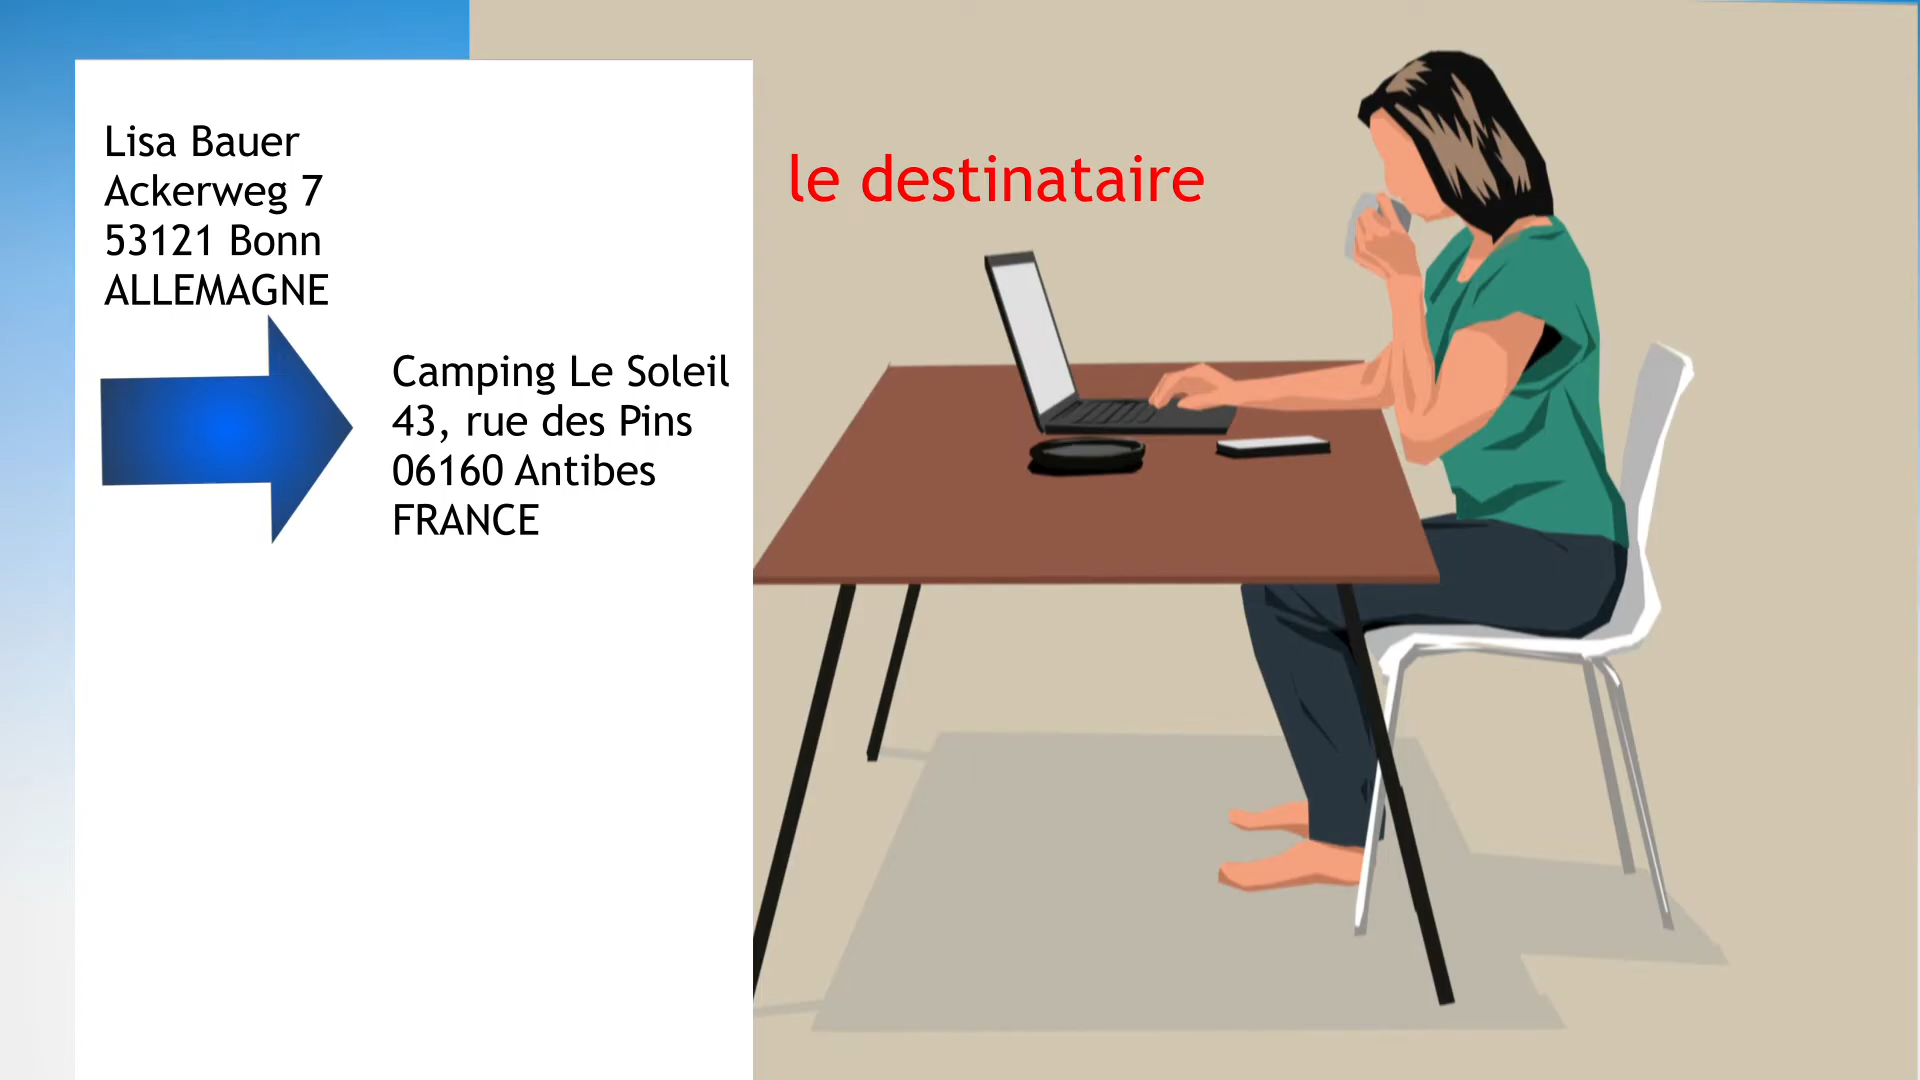 Lisa Bauer
Ackerweg 7
53121 Bonn
ALLEMAGNE
le destinataire
Camping Le Soleil
43, rue des Pins
06160 Antibes
FRANCE